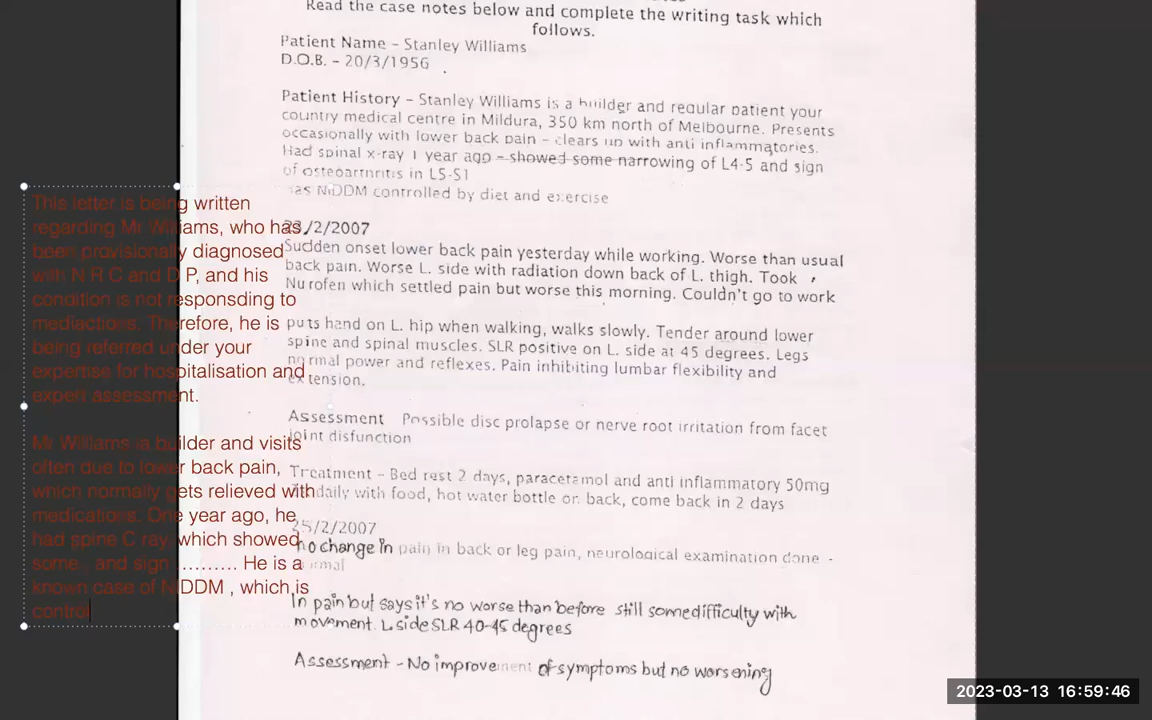 Read the case notes below and complete the writing task which
follows.
Patient Name – Stanley Williams
D.O.B. – 20/3/1956
Patient History – Stanley Williams is a builder and regular patient your
country medical centre in Mildura, 350 km north of Melbourne. Presents
occasionally with lower back pain – clears up with anti inflammatories.
Had spinal x-ray 1 year ago – showed some narrowing of L4-5 and sign
of osteoarthritis in L5-S1
has NIDDM controlled by diet and exercise
23/2/2007
Sudden onset lower back pain yesterday while working. Worse than usual
back pain. Worse L. side with radiation down back of L. thigh. Took
Nurofen which settled pain but worse this morning. Couldn't go to work
puts hand on L. hip when walking, walks slowly. Tender around lower
spine and spinal muscles. SLR positive on L. side at 45 degrees. Legs
normal power and reflexes. Pain inhibiting lumbar flexibility and
extension.
Assessment Possible disc prolapse or nerve root irritation from facet
joint disfunction
Treatment – Bed rest 2 days, paracetamol and anti inflammatory 50mg
daily with food, hot water bottle on back, come back in 2 days
25/2/2007
no change in pain in back or leg pain, neurological examination done -
In pain but says it's no worse than before still some difficulty with
movement. L side SLR 40-45 degrees
Assessment - No improvement of symptoms but no worsening
This letter is being written
regarding Mr Williams, who has
been provisionally diagnosed
with N R C and D P, and his
condition is not responsding to
mediactions. Therefore, he is
being referred under your
expertise for hospitalisation and
expert assessment.
Mr Williams is a builder and visits
often due to lower back pain,
which normally gets relieved with
medications. One year ago, he
had spine C ray which showed
some , and sign ......... He is a
known case of NIDDM , which is
control
2023-03-13 16:59:46